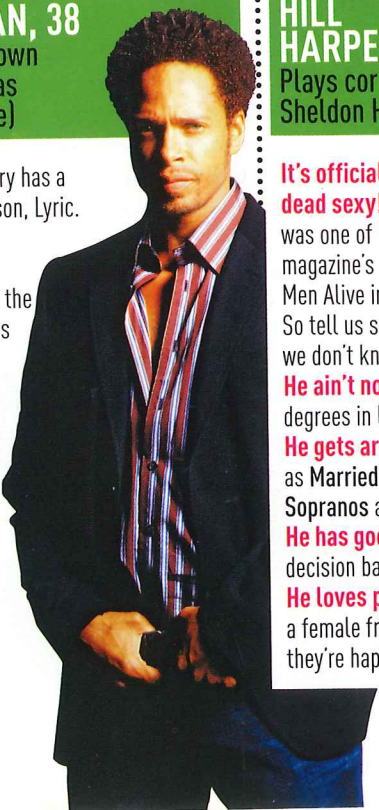 AN, 38
own
as
e)
ry has a
son, Lyric.
the
s
HILL
HARPE
Plays cor
Sheldon H
It's official
dead sexy!
was one of
magazine's
Men Alive in
So tell us s
we don't kn
He ain't no
degrees in
He gets ar
as Married
Sopranos a
He has goo
decision ba
He loves p
a female fr
they're hap